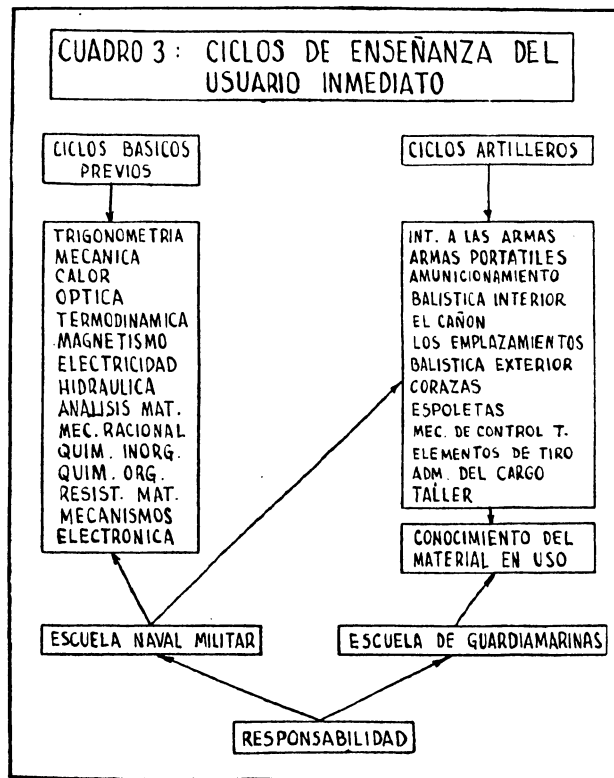 CUADRO 3: CICLOS DE ENSEÑANZA DEL
USUARIO INMEDIATO
CICLOS BASICOS
PREVIOS
TRIGONOMETRIA
MECANICA
CALOR
OPTICA
TERMODINAMICA
MAGNETISMO
ELECTRICIDAD
HIDRAULICA
ANALISIS MAT.
MEC. RACIONAL
QUIM. INORG.
QUIM. ORG.
RESIST. MAT.
MECANISMOS
ELECTRONICA
CICLOS ARTILLEROS
INT. A LAS ARMAS
ARMAS PORTATILES
AMUNICIONAMIENTO
BALISTICA INTERIOR
EL CAÑON
LOS EMPLAZAMIENTOS
BALISTICA EXTERIOR
CORAZAS
ESPOLETAS
MEC. DE CONTROL T.
ELEMENTOS DE TIRO
ADM. DEL CARGO
TALLER
CONOCIMIENTO DEL
MATERIAL EN USO
ESCUELA NAVAL MILITAR
ESCUELA DE GUARDIAMARINAS
RESPONSABILIDAD